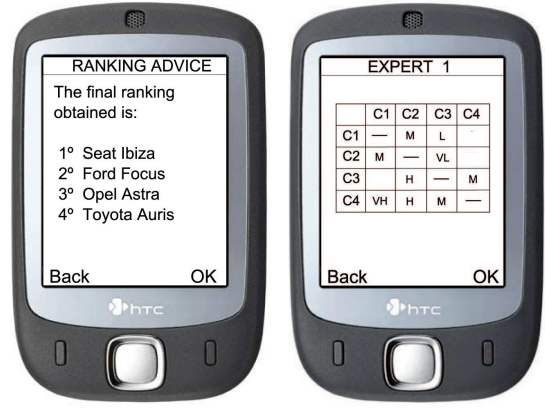 RANKING ADVICE
The final ranking
obtained is:
1º Seat Ibiza
2º Ford Focus
3º Opel Astra
4º Toyota Auris
Back OK
htc
EXPERT 1
C1 C2 C3 C4
C1 — M L
C2 M — VL
C3 H — M
C4 VH H M —
Back OK
htc